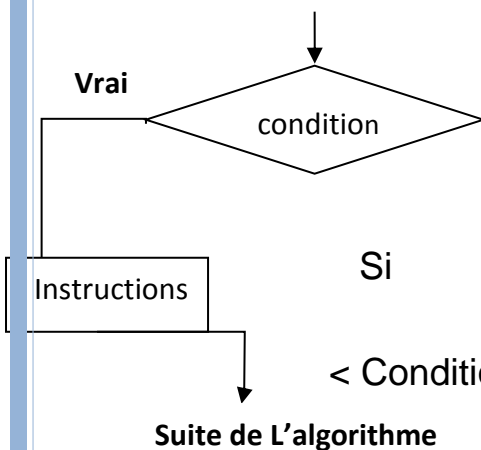 Vrai
condition
Si
Instructions
< Conditio
Suite de L'algorithme